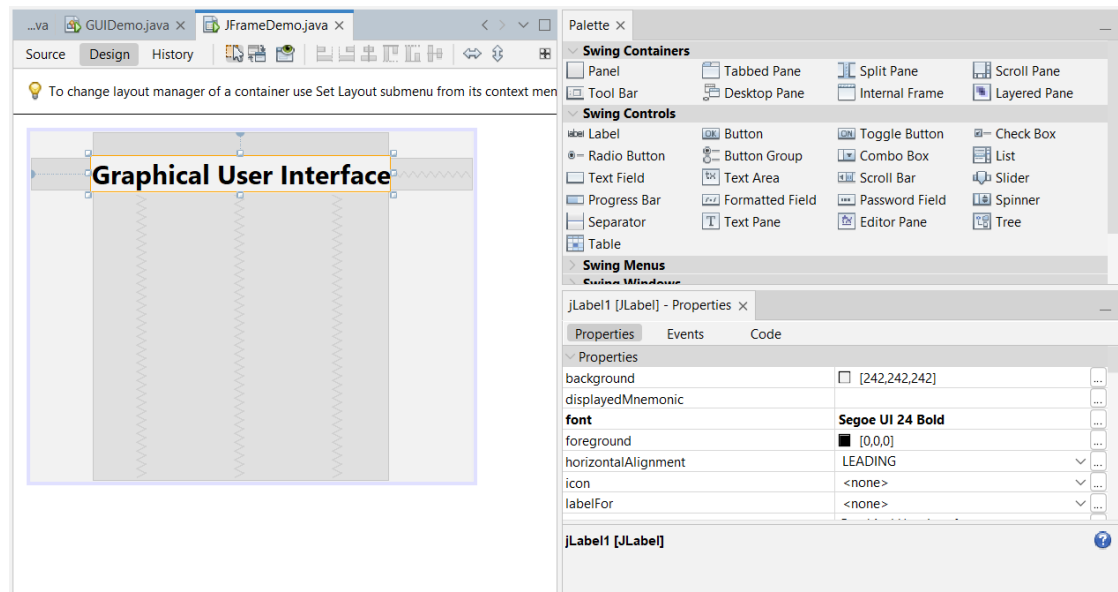 ...va GUIDemo.java × JFrameDemo.java ×
Source Design History
To change layout manager of a container use Set Layout submenu from its context men
Graphical User Interface
Palette ×
Swing Containers
Panel Tabbed Pane Split Pane Scroll Pane
Tool Bar Desktop Pane Internal Frame Layered Pane
Swing Controls
label Label OK Button ON Toggle Button Check Box
Radio Button Button Group Combo Box List
Text Field Text Area Scroll Bar Slider
Progress Bar Formatted Field Password Field Spinner
Separator T Text Pane Editor Pane Tree
Table
Swing Menus
Swing Windows
jLabel1 [JLabel] - Properties ×
Properties Events Code
Properties
background [242,242,242] ...
displayedMnemonic ...
font Segoe UI 24 Bold ...
foreground [0,0,0] ...
horizontalAlignment LEADING ...
icon <none> ...
labelFor <none> ...
jLabel1 [JLabel] ?